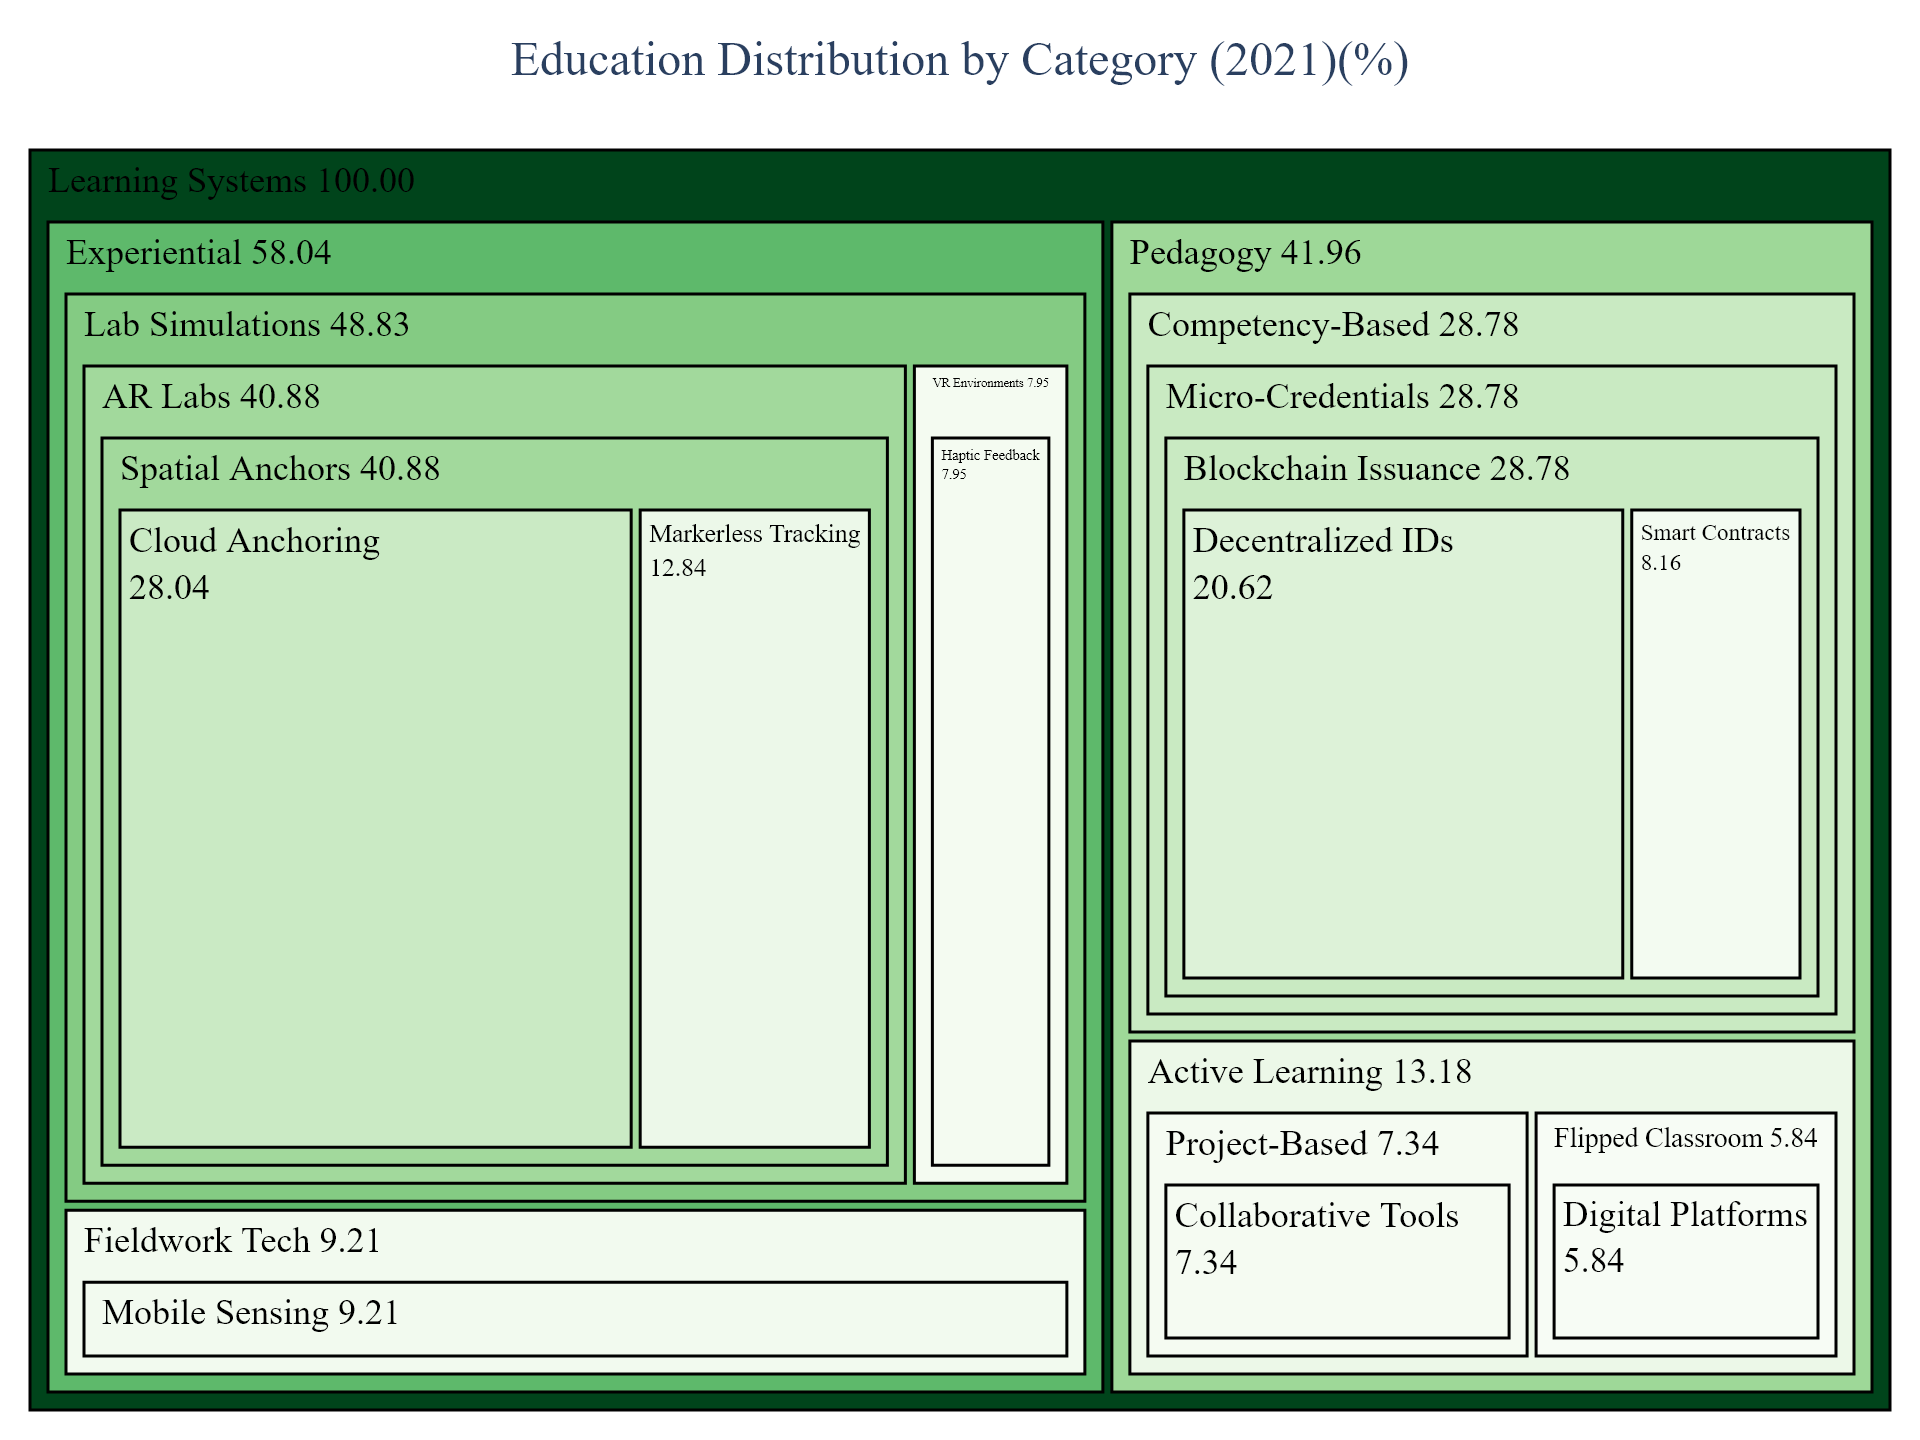 Education Distribution by Category (2021)(%)
Learning Systems 100.00
Experiential 58.04
Lab Simulations 48.83
AR Labs 40.88
Spatial Anchors 40.88
Cloud Anchoring
28.04
Markerless Tracking
12.84
VR Environments 7.95
Haptic Feedback
7.95
Fieldwork Tech 9.21
Mobile Sensing 9.21
Pedagogy 41.96
Competency-Based 28.78
Micro-Credentials 28.78
Blockchain Issuance 28.78
Decentralized IDs
20.62
Smart Contracts
8.16
Active Learning 13.18
Project-Based 7.34
Collaborative Tools
7.34
Flipped Classroom 5.84
Digital Platforms
5.84